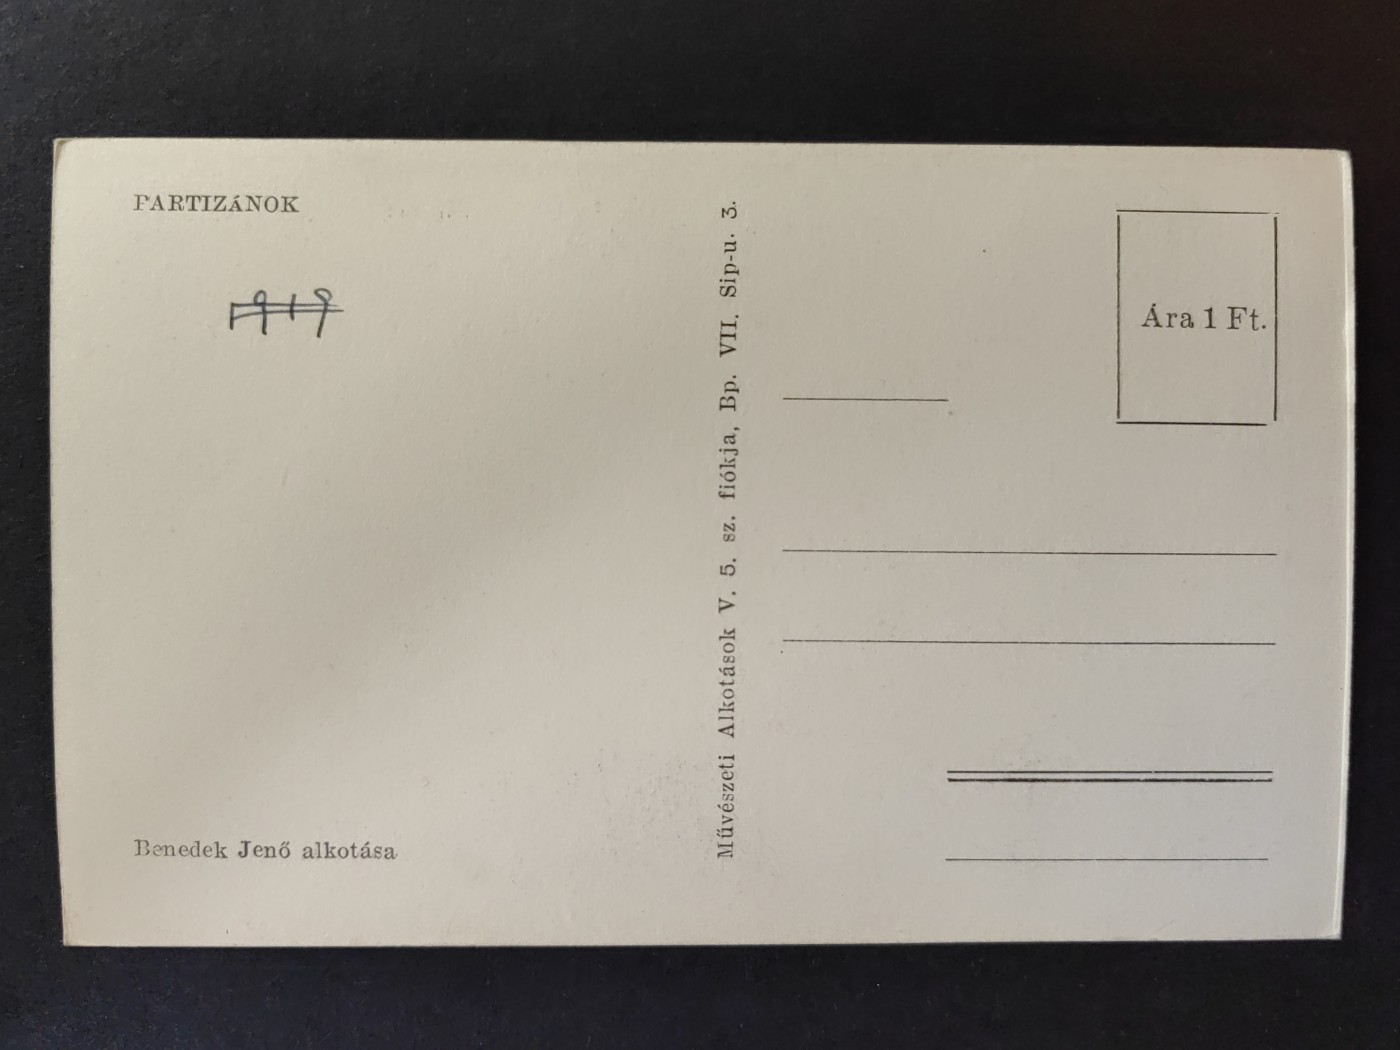 PARTIZÁNOK
1919
Benedek Jenő alkotása
Művészeti Alkotások V. 5. sz. fiókja, Bp. VII. Sip-u. 3.
Ára 1 Ft.